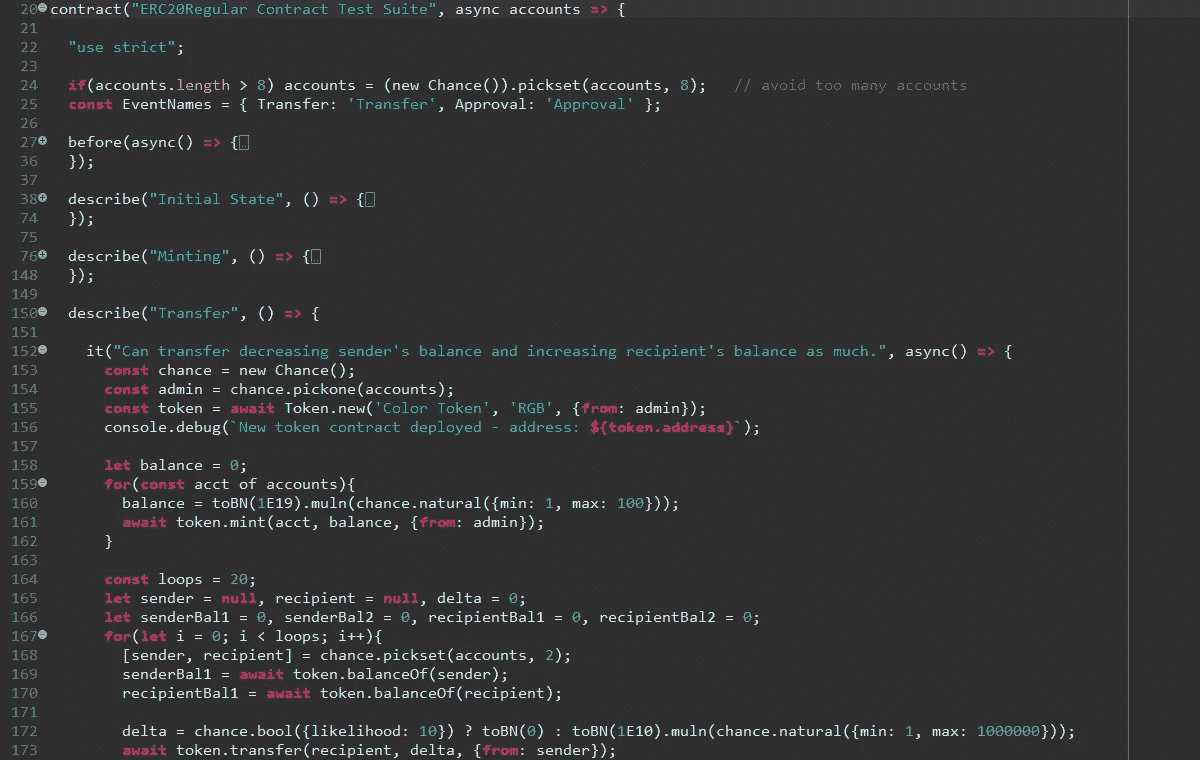 20 contract("ERC20Regular Contract Test Suite", async accounts => {
21
22 "use strict";
23
24 if(accounts.length > 8) accounts = (new Chance()).pickset(accounts, 8);   // avoid too many accounts
25 const EventNames = { Transfer: 'Transfer', Approval: 'Approval' };
26
27 before(async() => {
36 });
37
38 describe("Initial State", () => {
74 });
75
76 describe("Minting", () => {
148 });
149
150 describe("Transfer", () => {
151
152 it("Can transfer decreasing sender's balance and increasing recipient's balance as much.", async() => {
153 const chance = new Chance();
154 const admin = chance.pickone(accounts);
155 const token = await Token.new('Color Token', 'RGB', {from: admin});
156 console.debug(`New token contract deployed - address: ${token.address}`);
157
158 let balance = 0;
159 for(const acct of accounts){
160 balance = toBN(1E19).muln(chance.natural({min: 1, max: 100}));
161 await token.mint(acct, balance, {from: admin});
162 }
163
164 const loops = 20;
165 let sender = null, recipient = null, delta = 0;
166 let senderBal1 = 0, senderBal2 = 0, recipientBal1 = 0, recipientBal2 = 0;
167 for(let i = 0; i < loops; i++){
168 [sender, recipient] = chance.pickset(accounts, 2);
169 senderBal1 = await token.balanceOf(sender);
170 recipientBal1 = await token.balanceOf(recipient);
171
172 delta = chance.bool({likelihood: 10}) ? toBN(0) : toBN(1E10).muln(chance.natural({min: 1, max: 1000000}));
173 await token.transfer(recipient, delta, {from: sender});